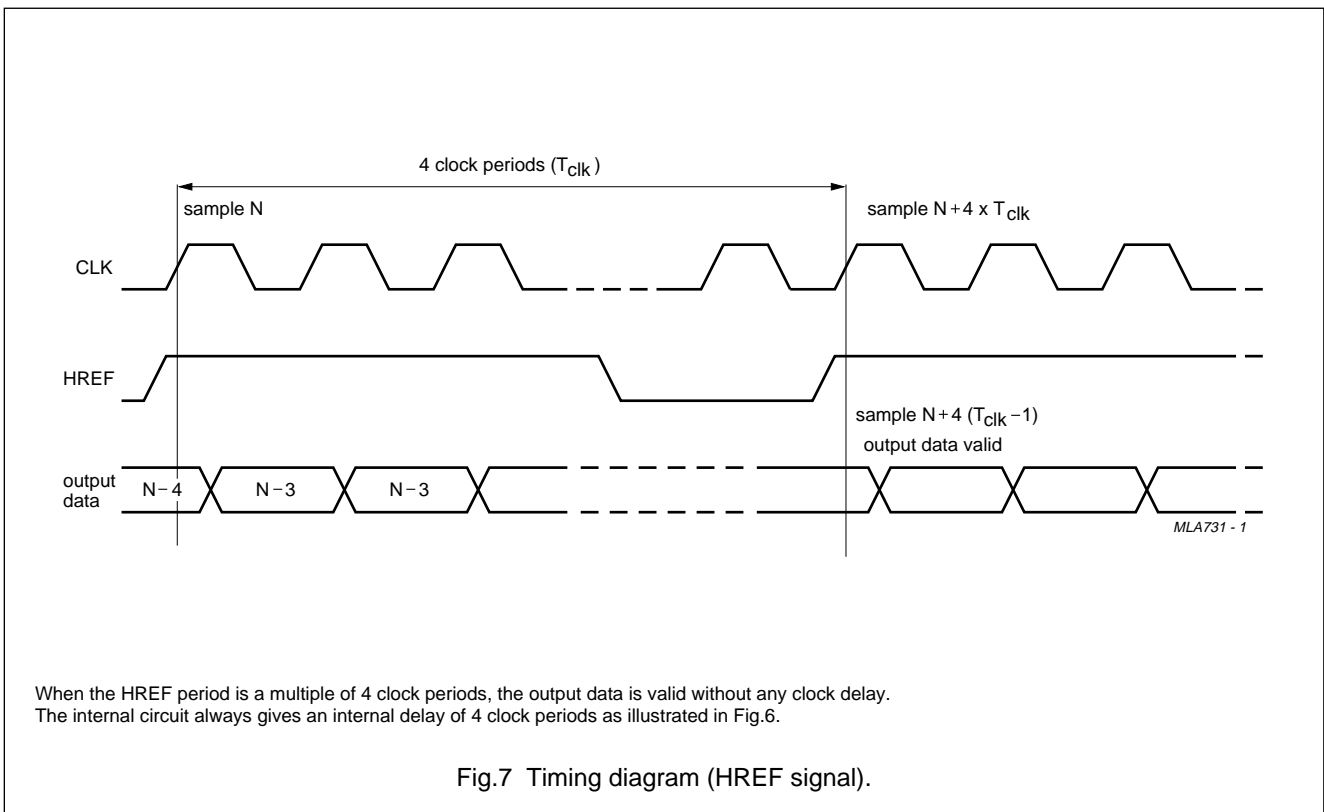 4 clock periods (Tclk)
sample N
sample N+4 x Tclk
CLK
HREF
sample N+4 (Tclk−1)
output data valid
output
data
N−4
N−3
N−3
MLA731 - 1
When the HREF period is a multiple of 4 clock periods, the output data is valid without any clock delay.
The internal circuit always gives an internal delay of 4 clock periods as illustrated in Fig.6.
Fig.7 Timing diagram (HREF signal).